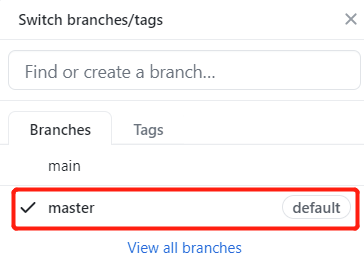 Switch branches/tags
Find or create a branch...
Branches Tags
main
master default
View all branches